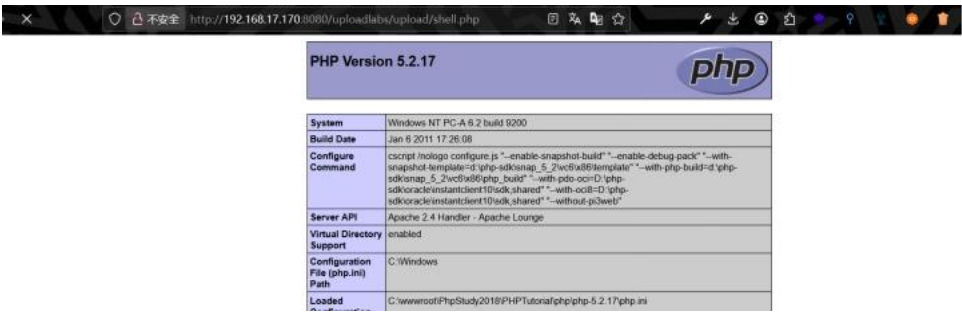 不安全 http://192.168.17.170:8080/uploadlabs/upload/shell.php
PHP Version 5.2.17
php
System
Windows NT PC-A 6.2 build 9200
Build Date
Jan 6 2011 17:26:08
Configure
Command
cscript /nologo configure.js "--enable-snapshot-build" "--enable-debug-pack" "--with-
snapshot-template=d:\php-sdk\snap_5_2\vc6\x86\template" "--with-php-build=d:\php-
sdk\snap_5_2\vc6\x86\php_build" "--with-pdo-oci=D:\php-
sdk\oracle\instantclient10\sdk,shared" "--with-oci8=D:\php-
sdk\oracle\instantclient10\sdk,shared" "--without-pi3web"
Server API
Apache 2.4 Handler - Apache Lounge
Virtual Directory
Support
enabled
Configuration
File (php.ini)
Path
C:\Windows
Loaded
Configuration
C:\wwwroot\PhpStudy2018\PHPTutorial\php\php-5.2.17\php.ini